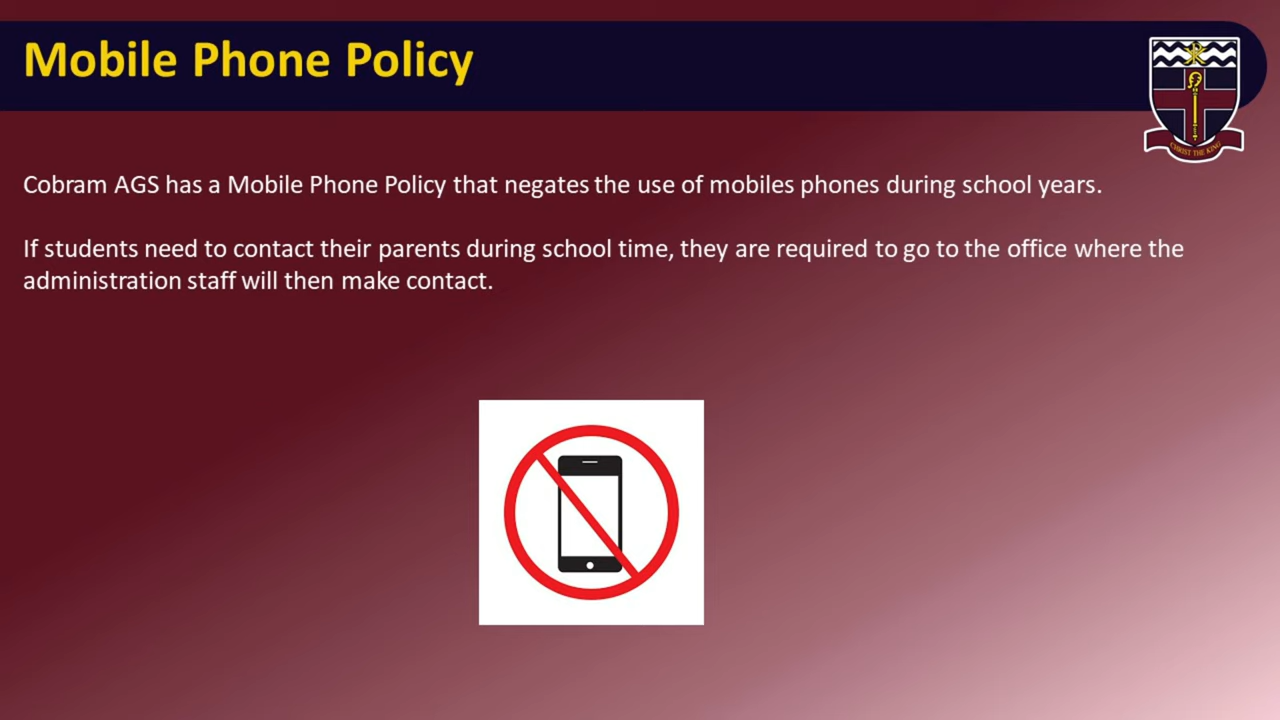 Mobile Phone Policy
CHRIST THE KING
Cobram AGS has a Mobile Phone Policy that negates the use of mobiles phones during school years.
If students need to contact their parents during school time, they are required to go to the office where the
administration staff will then make contact.